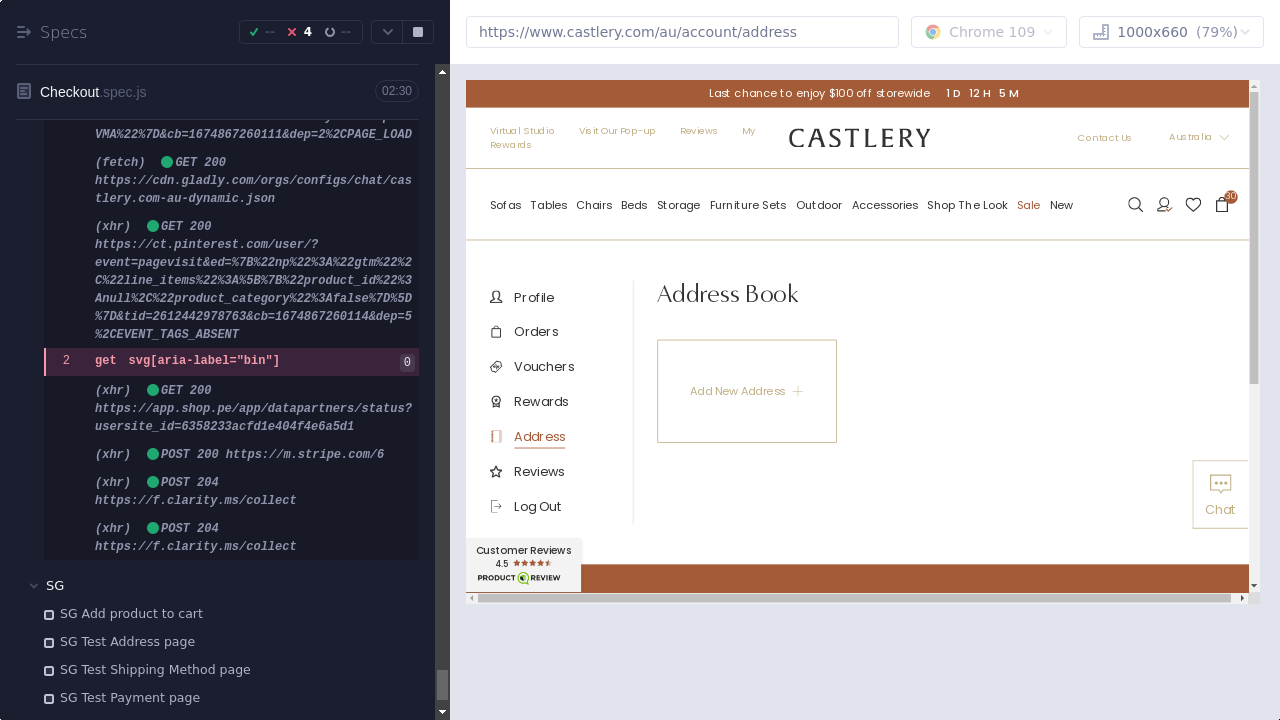 Specs
--
4
--
Checkout.spec.js
02:30
VMA%22%7D&cb=1674867260111&dep=2%2CPAGE_LOAD
(fetch) GET 200
https://cdn.gladly.com/orgs/configs/chat/cas
tlery.com-au-dynamic.json
(xhr) GET 200
https://ct.pinterest.com/user/?
event=pagevisit&ed=%7B%22np%22%3A%22gtm%22%2
C%22line_items%22%3A%5B%7B%22product_id%22%3
Anull%2C%22product_category%22%3Afalse%7D%5D
%7D&tid=2612442978763&cb=1674867260114&dep=5
%2CEVENT_TAGS_ABSENT
2 get svg[aria-label="bin"] 0
(xhr) GET 200
https://app.shop.pe/app/datapartners/status?
usersite_id=6358233acfd1e404f4e6a5d1
(xhr) POST 200 https://m.stripe.com/6
(xhr) POST 204
https://f.clarity.ms/collect
(xhr) POST 204
https://f.clarity.ms/collect
SG
SG Add product to cart
SG Test Address page
SG Test Shipping Method page
SG Test Payment page
https://www.castlery.com/au/account/address
Chrome 109
1000x660 (79%)
Last chance to enjoy $100 off storewide 1 D 12 H 5 M
Virtual Studio Visit Our Pop-up Reviews My
Rewards
CASTLERY
Contact Us
Australia
Sofas Tables Chairs Beds Storage Furniture Sets Outdoor Accessories Shop The Look Sale New
30
Profile
Orders
Vouchers
Rewards
Address
Reviews
Log Out
Address Book
Add New Address
Chat
Customer Reviews
4.5
PRODUCT REVIEW